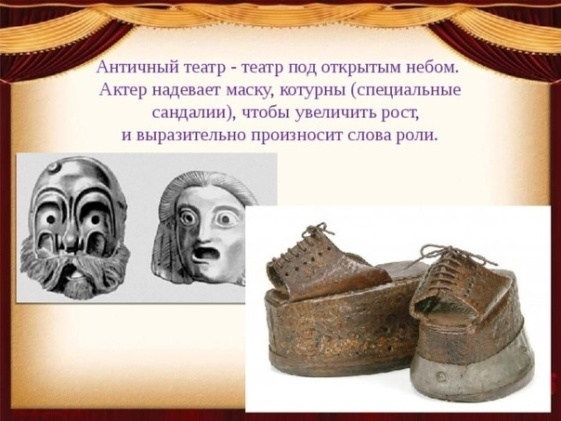 Античный театр - театр под открытым небом.
Актер надевает маску, котурны (специальные
сандалии), чтобы увеличить рост,
и выразительно произносит слова роли.